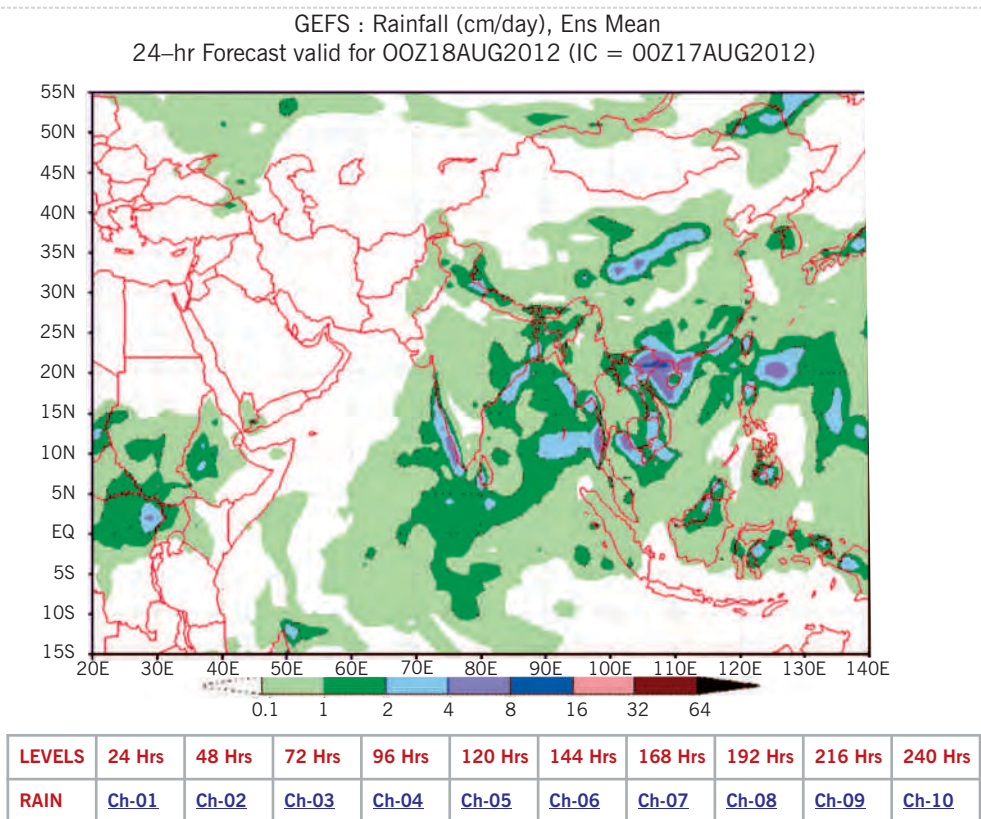 GEFS : Rainfall (cm/day), Ens Mean
24–hr Forecast valid for OOZ18AUG2012 (IC = 00Z17AUG2012)
55N
50N
45N
40N
35N
30N
25N
20N
15N
10N
5N
EQ
5S
10S
15S
20E 30E 40E 50E 60E 70E 80E 90E 100E 110E 120E 130E 140E
0.1 1 2 4 8 16 32 64
LEVELS 24 Hrs 48 Hrs 72 Hrs 96 Hrs 120 Hrs 144 Hrs 168 Hrs 192 Hrs 216 Hrs 240 Hrs
RAIN Ch-01 Ch-02 Ch-03 Ch-04 Ch-05 Ch-06 Ch-07 Ch-08 Ch-09 Ch-10